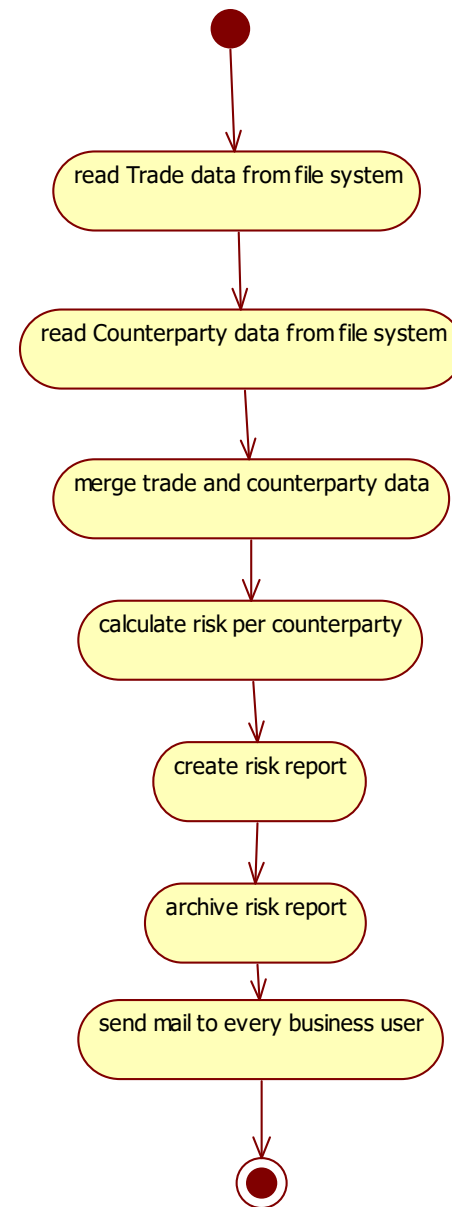 read Trade data from file system
read Counterparty data from file system
merge trade and counterparty data
calculate risk per counterparty
create risk report
archive risk report
send mail to every business user